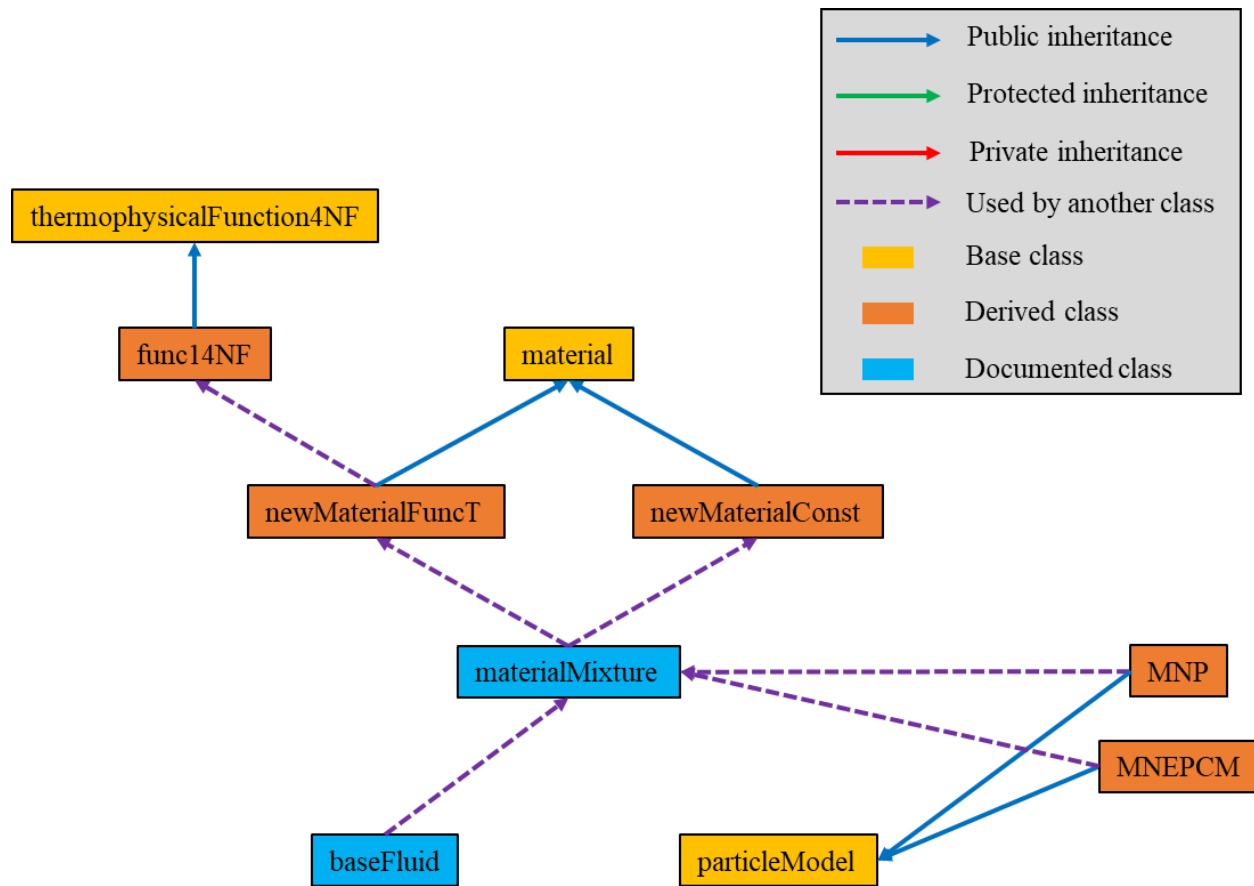 Public inheritance
Protected inheritance
Private inheritance
Used by another class
Base class
Derived class
Documented class
thermophysicalFunction4NF
func14NF
material
newMaterialFuncT
newMaterialConst
materialMixture
MNP
MNEPCM
baseFluid
particleModel